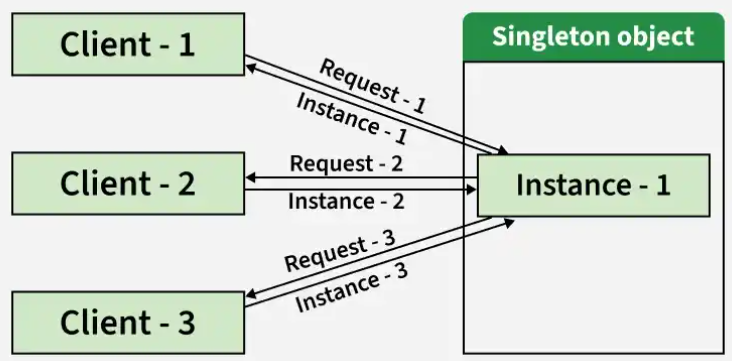 Singleton object
Client - 1
Request - 1
Instance - 1
Client - 2
Request - 2
Instance - 2
Instance - 1
Request - 3
Instance - 3
Client - 3